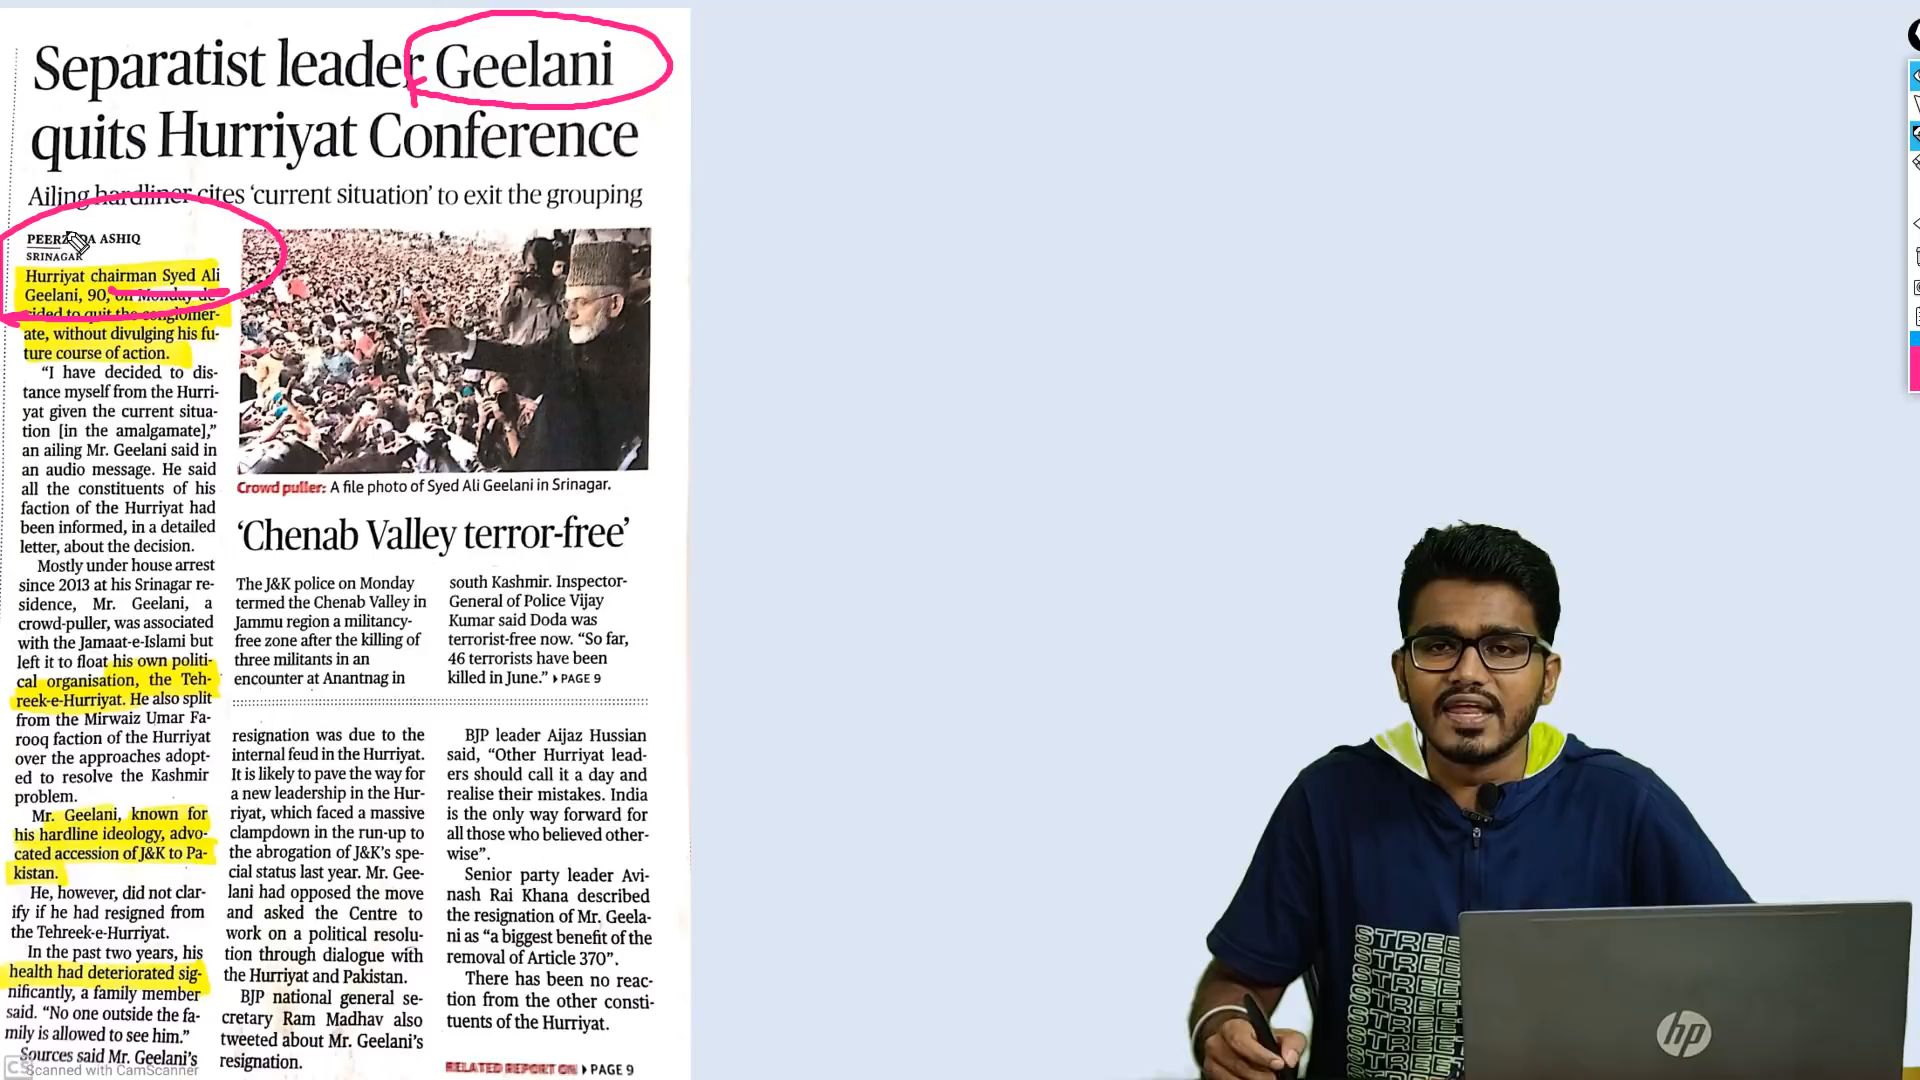 Separatist leader Geelani
quits Hurriyat Conference
Ailing hardliner cites ‘current situation’ to exit the grouping
PEERZADA ASHIQ
SRINAGAR
Hurriyat chairman Syed Ali
Geelani, 90, on Monday de-
cided to quit the conglomer-
ate, without divulging his fu-
ture course of action.
“I have decided to dis-
tance myself from the Hurri-
yat given the current situa-
tion [in the amalgamate],”
an ailing Mr. Geelani said in
an audio message. He said
all the constituents of his
faction of the Hurriyat had
been informed, in a detailed
letter, about the decision.
Mostly under house arrest
since 2013 at his Srinagar re-
sidence, Mr. Geelani, a
crowd-puller, was associated
with the Jamaat-e-Islami but
left it to float his own politi-
cal organisation, the Teh-
reek-e-Hurriyat. He also split
from the Mirwaiz Umar Fa-
rooq faction of the Hurriyat
over the approaches adopt-
ed to resolve the Kashmir
problem.
Mr. Geelani, known for
his hardline ideology, advo-
cated accession of J&K to Pa-
kistan.
He, however, did not clar-
ify if he had resigned from
the Tehreek-e-Hurriyat.
In the past two years, his
health had deteriorated sig-
nificantly, a family member
said. “No one outside the fa-
mily is allowed to see him.”
Sources said Mr. Geelani’s
Crowd puller: A file photo of Syed Ali Geelani in Srinagar.
‘Chenab Valley terror-free’
The J&K police on Monday
termed the Chenab Valley in
Jammu region a militancy-
free zone after the killing of
three militants in an
encounter at Anantnag in
south Kashmir. Inspector-
General of Police Vijay
Kumar said Doda was
terrorist-free now. “So far,
46 terrorists have been
killed in June.” PAGE 9
resignation was due to the
internal feud in the Hurriyat.
It is likely to pave the way for
a new leadership in the Hur-
riyat, which faced a massive
clampdown in the run-up to
the abrogation of J&K’s spe-
cial status last year. Mr. Gee-
lani had opposed the move
and asked the Centre to
work on a political resolu-
tion through dialogue with
the Hurriyat and Pakistan.
BJP national general se-
cretary Ram Madhav also
tweeted about Mr. Geelani’s
resignation.
BJP leader Aijaz Hussian
said, “Other Hurriyat lead-
ers should call it a day and
realise their mistakes. India
is the only way forward for
all those who believed other-
wise”.
Senior party leader Avi-
nash Rai Khana described
the resignation of Mr. Geela-
ni as “a biggest benefit of the
removal of Article 370”.
There has been no reac-
tion from the other consti-
tuents of the Hurriyat.
RELATED REPORT ON PAGE 9
CS Scanned with CamScanner
STREE
STREE
STREE
STREE
STREE
STREE
hp